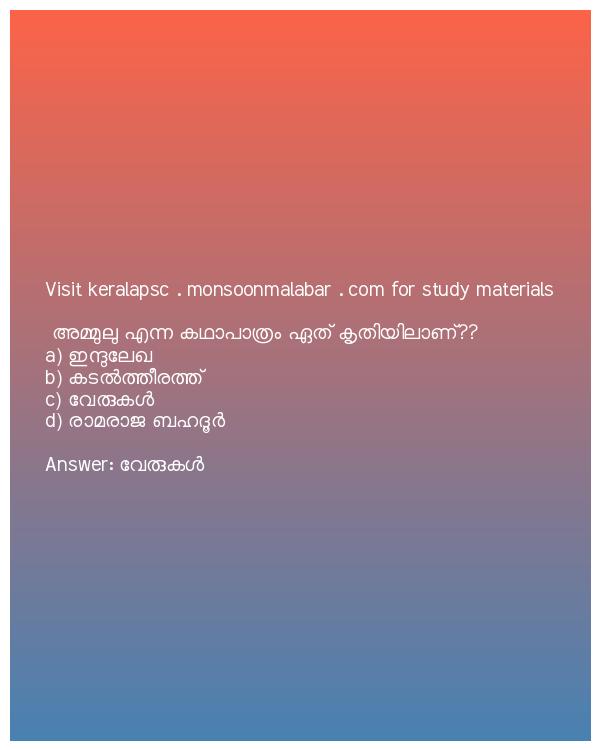 Visit keralapsc . monsoonmalabar . com for study materials
അമ്മുലു എന്ന കഥാപാത്രം ഏത് കൃതിയിലാണ്??
a) ഇന്ദുലേഖ
b) കടൽത്തീരത്ത്
c) വേരുകൾ
d) രാമരാജ ബഹദൂർ
Answer: വേരുകൾ